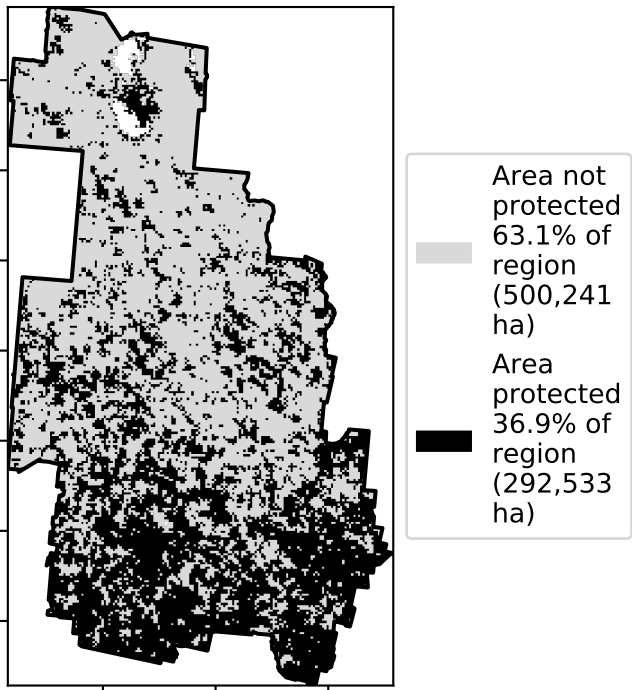 Area not
protected
63.1% of
region
(500,241
ha)
Area
protected
36.9% of
region
(292,533
ha)